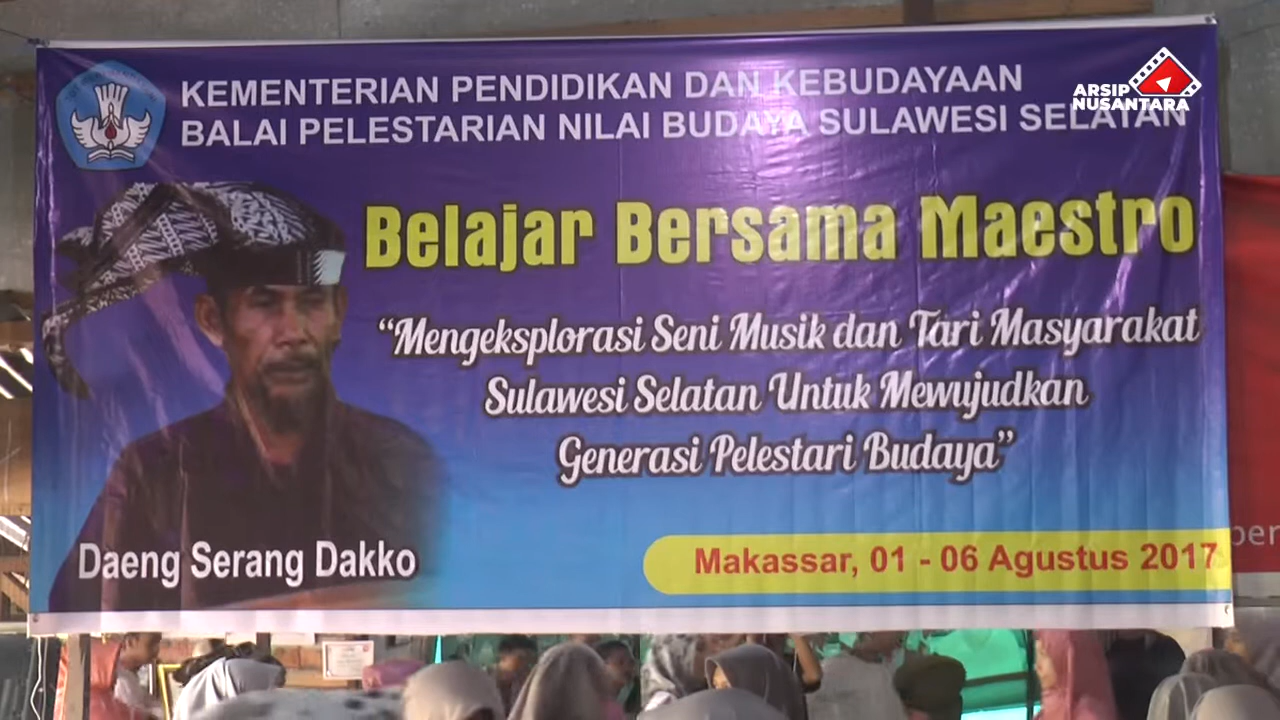 KEMENTERIAN PENDIDIKAN DAN KEBUDAYAAN
BALAI PELESTARIAN NILAI BUDAYA SULAWESI SELATAN
ARSIP
NUSANTARA
Belajar Bersama Maestro
“Mengeksplorasi Seni Musik dan Tari Masyarakat
Sulawesi Selatan Untuk Mewujudkan
Generasi Pelestari Budaya”
Daeng Serang Dakko
Makassar, 01 - 06 Agustus 2017